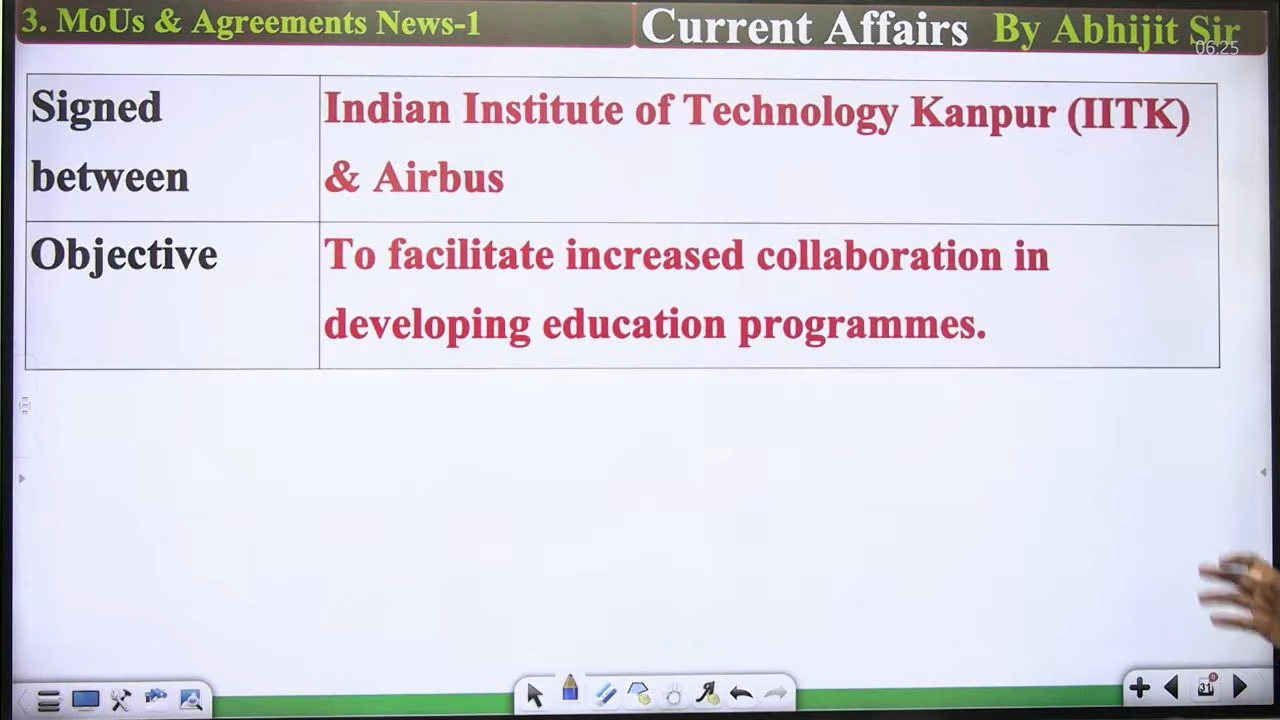 3. MoUs & Agreements News-1
Current Affairs By Abhijit Sir
06:25
Signed between
Indian Institute of Technology Kanpur (IITK)
& Airbus
Objective
To facilitate increased collaboration in
developing education programmes.
31